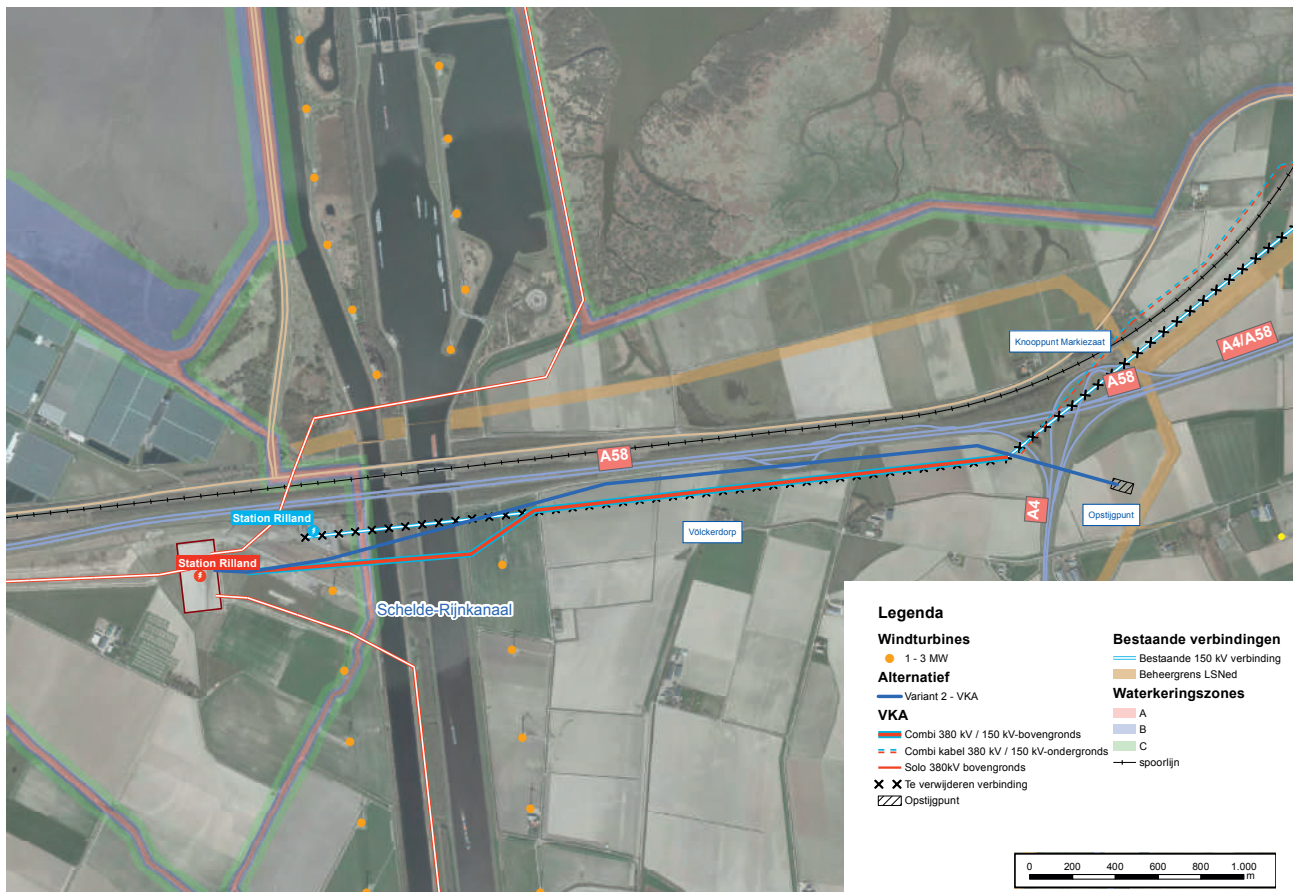 Knooppunt Markiezaat
A4/A58
A58
A58
Station Rilland
A4
Opstijgpunt
Völckerdorp
Station Rilland
Schelde-Rijnkanaal
Legenda
Windturbines
1 - 3 MW
Alternatief
Variant 2 - VKA
VKA
Combi 380 kV / 150 kV-bovengronds
Combi kabel 380 kV / 150 kV-ondergronds
Solo 380kV bovengronds
Te verwijderen verbinding
Opstijgpunt
Bestaande verbindingen
Bestaande 150 kV verbinding
Beheergrens LSNed
Waterkeringszones
A
B
C
spoorlijn
0 200 400 600 800 1.000
m